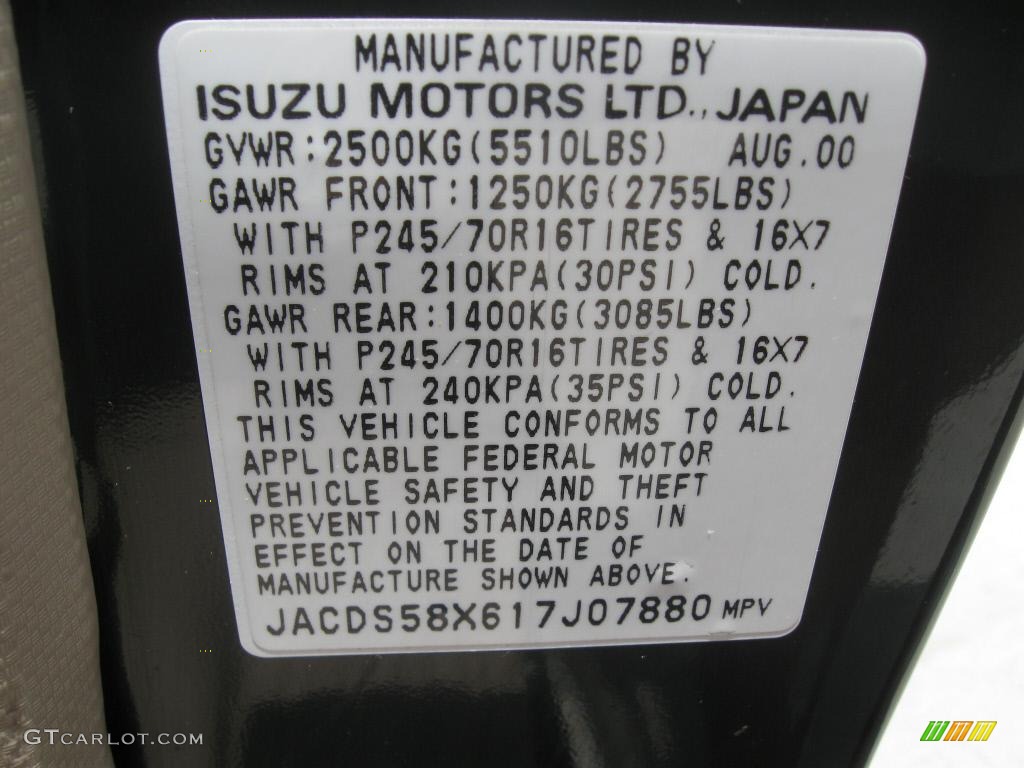 MANUFACTURED BY
ISUZU MOTORS LTD., JAPAN
GVWR:2500KG(5510LBS) AUG.00
GAWR FRONT:1250KG(2755LBS)
WITH P245/70R16TIRES & 16X7
RIMS AT 210KPA(30PSI) COLD.
GAWR REAR:1400KG(3085LBS)
WITH P245/70R16TIRES & 16X7
RIMS AT 240KPA(35PSI) COLD.
THIS VEHICLE CONFORMS TO ALL
APPLICABLE FEDERAL MOTOR
VEHICLE SAFETY AND THEFT
PREVENTION STANDARDS IN
EFFECT ON THE DATE OF
MANUFACTURE SHOWN ABOVE.
JACDS58X617J07880 MPV
GTCARLOT.COM